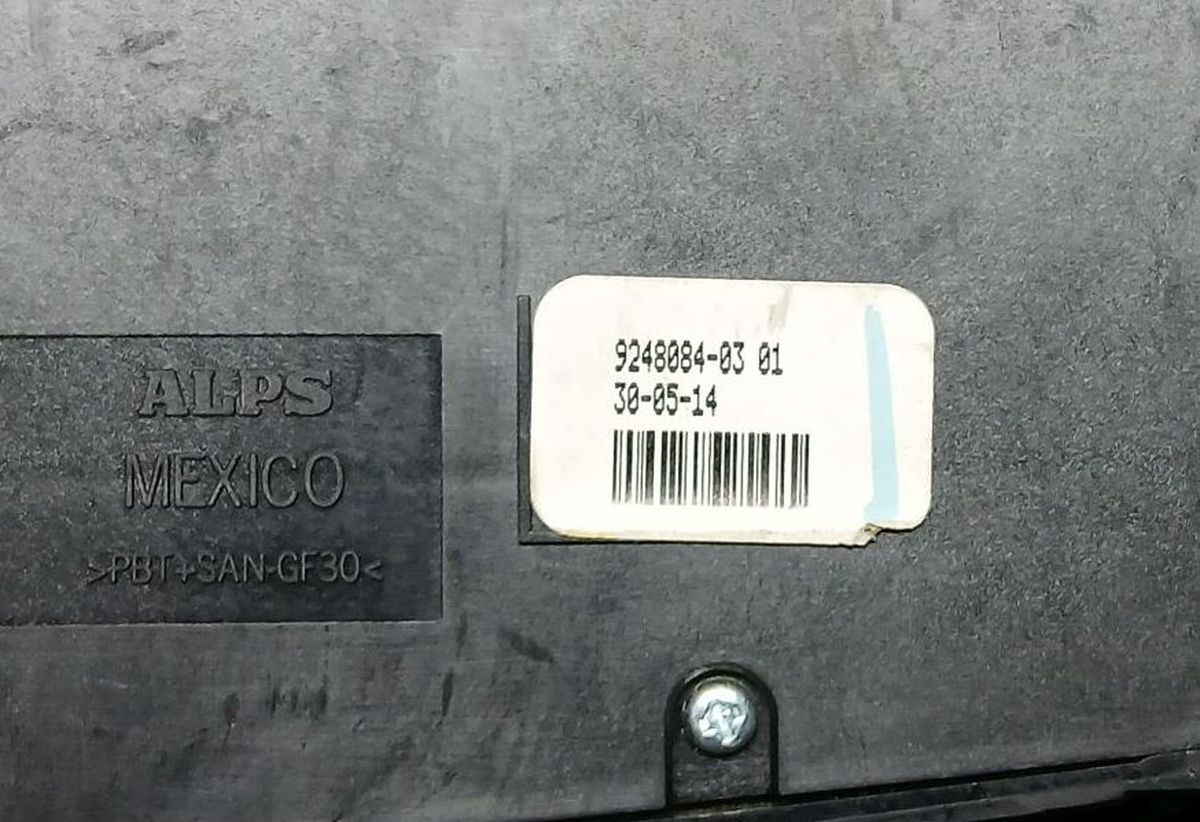 ALPS
MEXICO
>PBT+SAN-GF30<
9248084-03 01
30-05-14